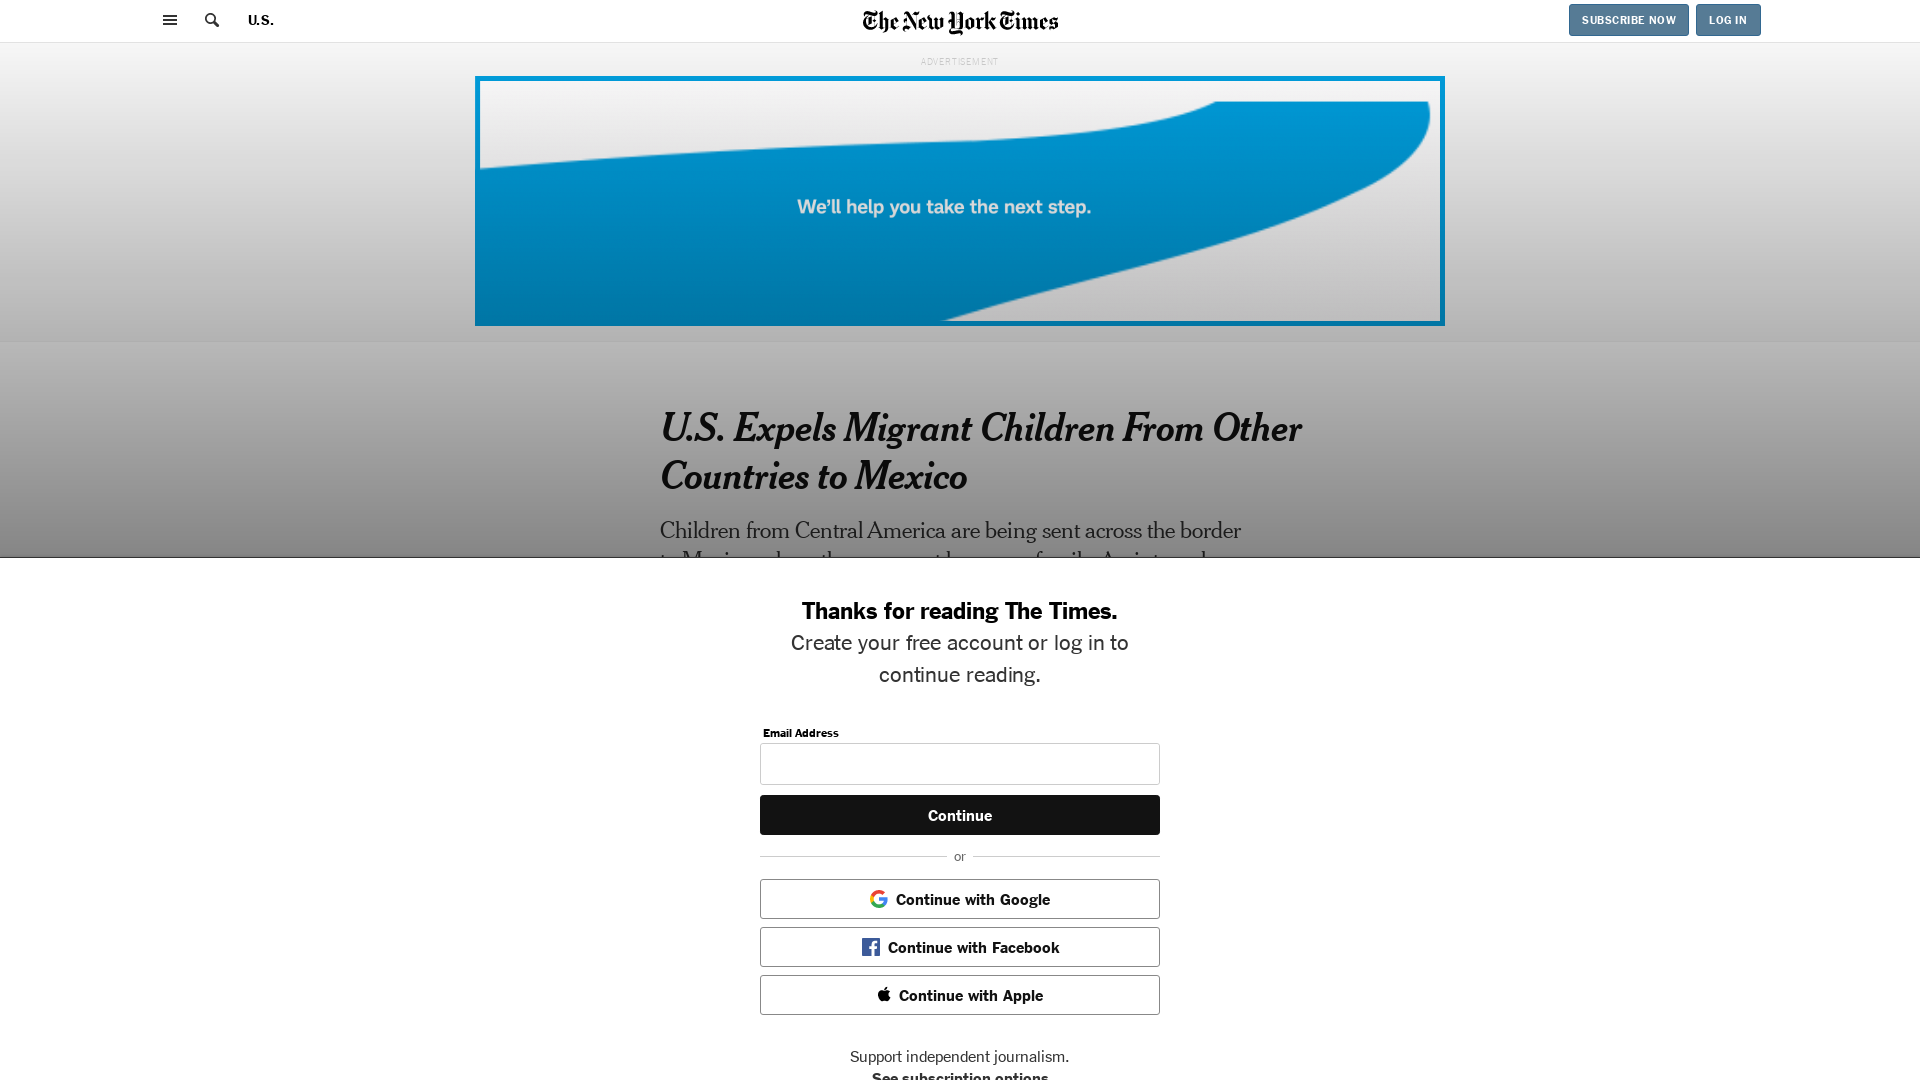 U.S.
The New York Times
SUBSCRIBE NOW
LOG IN
ADVERTISEMENT
We'll help you take the next step.
U.S. Expels Migrant Children From Other
Countries to Mexico
Children from Central America are being sent across the border
Thanks for reading The Times.
Create your free account or log in to
continue reading.
Email Address
Continue
or
Continue with Google
Continue with Facebook
Continue with Apple
Support independent journalism.
See subscription options